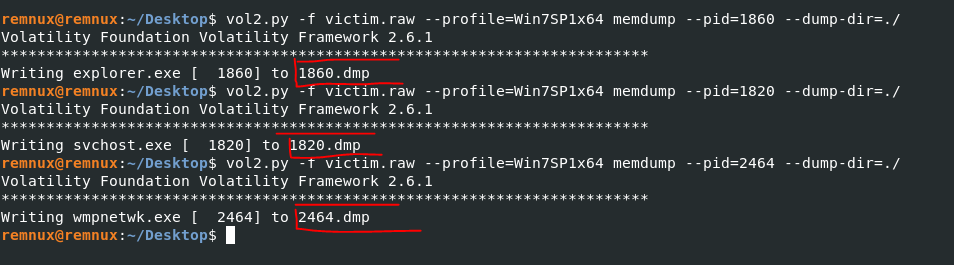 remnux@remnux:~/Desktop$ vol2.py -f victim.raw --profile=Win7SP1x64 memdump --pid=1860 --dump-dir=./
Volatility Foundation Volatility Framework 2.6.1
************************************************************************
Writing explorer.exe [  1860] to 1860.dmp
remnux@remnux:~/Desktop$ vol2.py -f victim.raw --profile=Win7SP1x64 memdump --pid=1820 --dump-dir=./
Volatility Foundation Volatility Framework 2.6.1
************************************************************************
Writing svchost.exe [  1820] to 1820.dmp
remnux@remnux:~/Desktop$ vol2.py -f victim.raw --profile=Win7SP1x64 memdump --pid=2464 --dump-dir=./
Volatility Foundation Volatility Framework 2.6.1
************************************************************************
Writing wmpnetwk.exe [  2464] to 2464.dmp
remnux@remnux:~/Desktop$